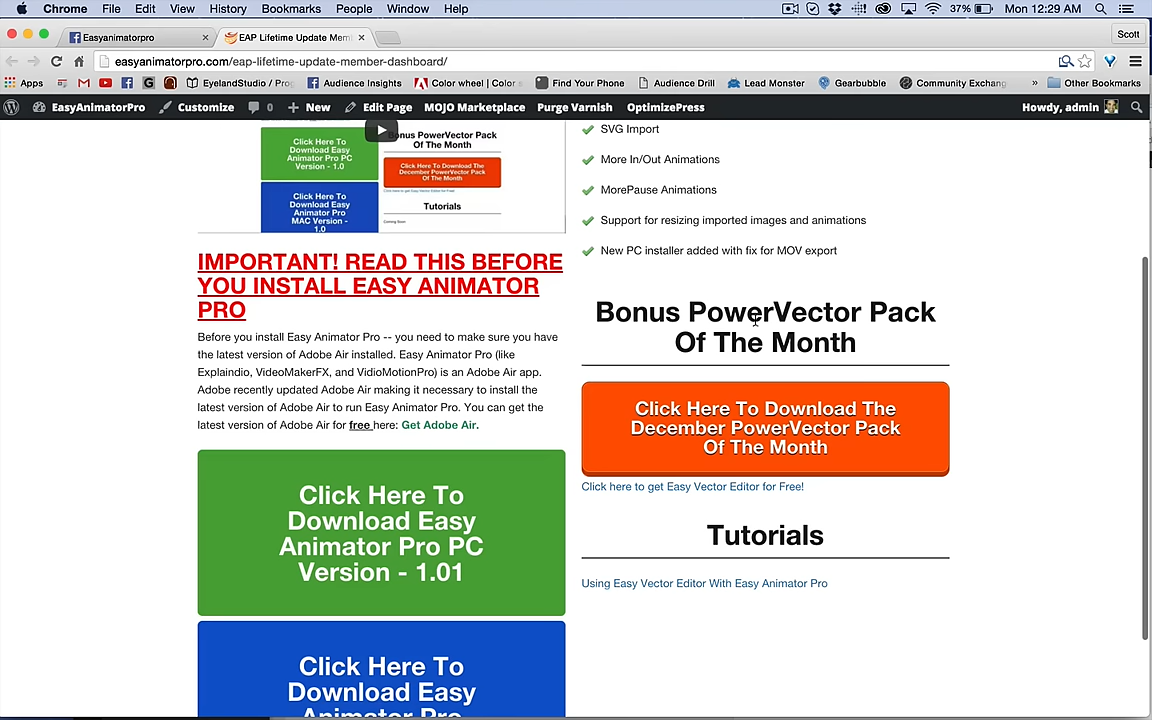 Chrome File Edit View History Bookmarks People Window Help 37% Mon 12:29 AM
Easyanimatorpro × EAP Lifetime Update Mem × Scott
easyanimatorpro.com/eap-lifetime-update-member-dashboard/
Apps EyelandStudio / Prog Audience Insights Color wheel | Color s Find Your Phone Audience Drill Lead Monster Gearbubble Community Exchang » Other Bookmarks
EasyAnimatorPro Customize 0 New Edit Page MOJO Marketplace Purge Varnish OptimizePress Howdy, admin
Click Here To
Download Easy
Animator Pro PC
Version - 1.0
Click Here To
Download Easy
Animator Pro
MAC Version -
1.0
Bonus PowerVector Pack
Of The Month
Click Here To Download The
December PowerVector Pack
Of The Month
Click here to get Easy Vector Editor for Free!
Tutorials
Coming Soon
IMPORTANT! READ THIS BEFORE
YOU INSTALL EASY ANIMATOR
PRO
Before you install Easy Animator Pro -- you need to make sure you have
the latest version of Adobe Air installed. Easy Animator Pro (like
Explaindio, VideoMakerFX, and VidioMotionPro) is an Adobe Air app.
Adobe recently updated Adobe Air making it necessary to install the
latest version of Adobe Air to run Easy Animator Pro. You can get the
latest version of Adobe Air for free here: Get Adobe Air.
Click Here To
Download Easy
Animator Pro PC
Version - 1.01
Click Here To
Download Easy
Animator Pro
SVG Import
More In/Out Animations
MorePause Animations
Support for resizing imported images and animations
New PC installer added with fix for MOV export
Bonus PowerVector Pack
Of The Month
Click Here To Download The
December PowerVector Pack
Of The Month
Click here to get Easy Vector Editor for Free!
Tutorials
Using Easy Vector Editor With Easy Animator Pro